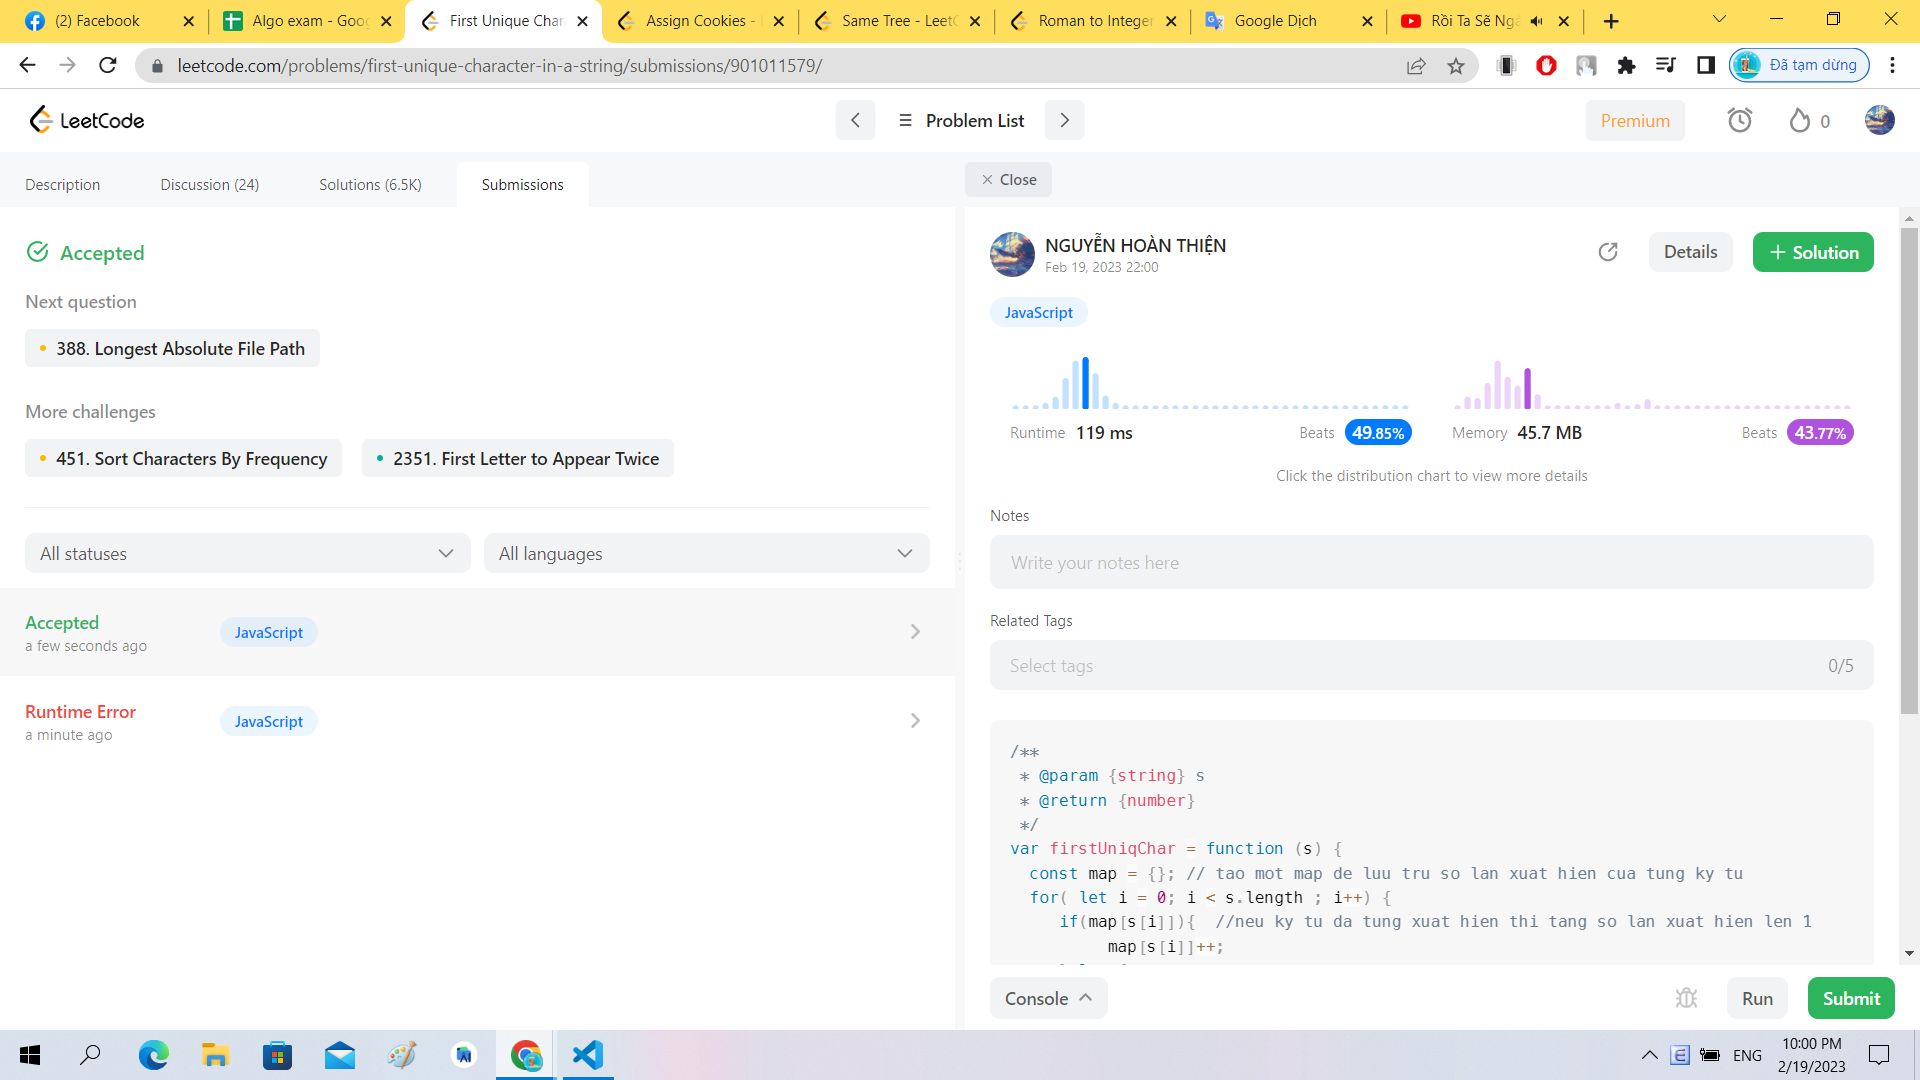 (2) Facebook
Algo exam - Goo
First Unique Char
Assign Cookies -
Same Tree - Leet
Roman to Integer
Google Dịch
Rồi Ta Sẽ Ng
leetcode.com/problems/first-unique-character-in-a-string/submissions/901011579/
Đã tạm dừng
LeetCode
Problem List
Premium
0
Description
Discussion (24)
Solutions (6.5K)
Submissions
Close
Accepted
Next question
388. Longest Absolute File Path
More challenges
451. Sort Characters By Frequency
2351. First Letter to Appear Twice
All statuses
All languages
Accepted
a few seconds ago
JavaScript
Runtime Error
a minute ago
JavaScript
NGUYỄN HOÀN THIỆN
Feb 19, 2023 22:00
Details
+ Solution
JavaScript
Runtime 119 ms
Beats 49.85%
Memory 45.7 MB
Beats 43.77%
Click the distribution chart to view more details
Notes
Write your notes here
Related Tags
Select tags
0/5
/**
* @param {string} s
* @return {number}
*/
var firstUniqChar = function (s) {
const map = {}; // tao mot map de luu tru so lan xuat hien cua tung ky tu
for( let i = 0; i < s.length ; i++) {
if(map[s[i]]){ //neu ky tu da tung xuat hien thi tang so lan xuat hien len 1
map[s[i]]++;
Console
Run
Submit
ENG
10:00 PM
2/19/2023